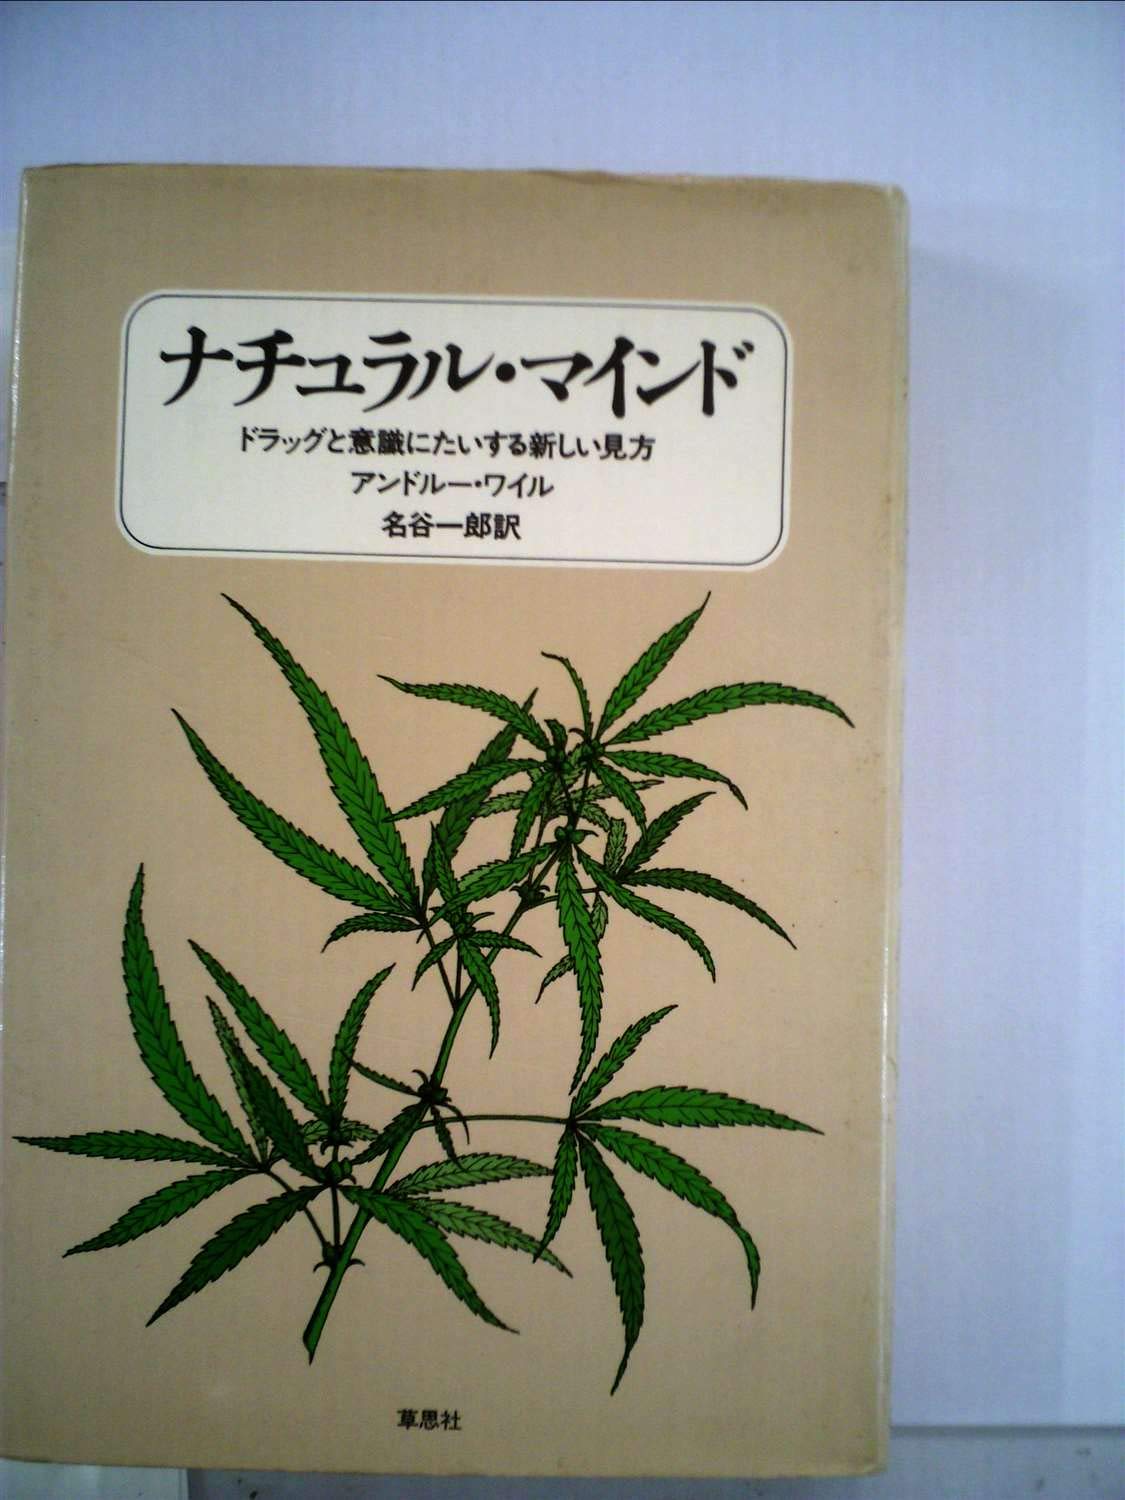 ナチュラル・マインド
ドラッグと意識にたいする新しい見方
アンドルー・ワイル
名谷一郎訳
草思社